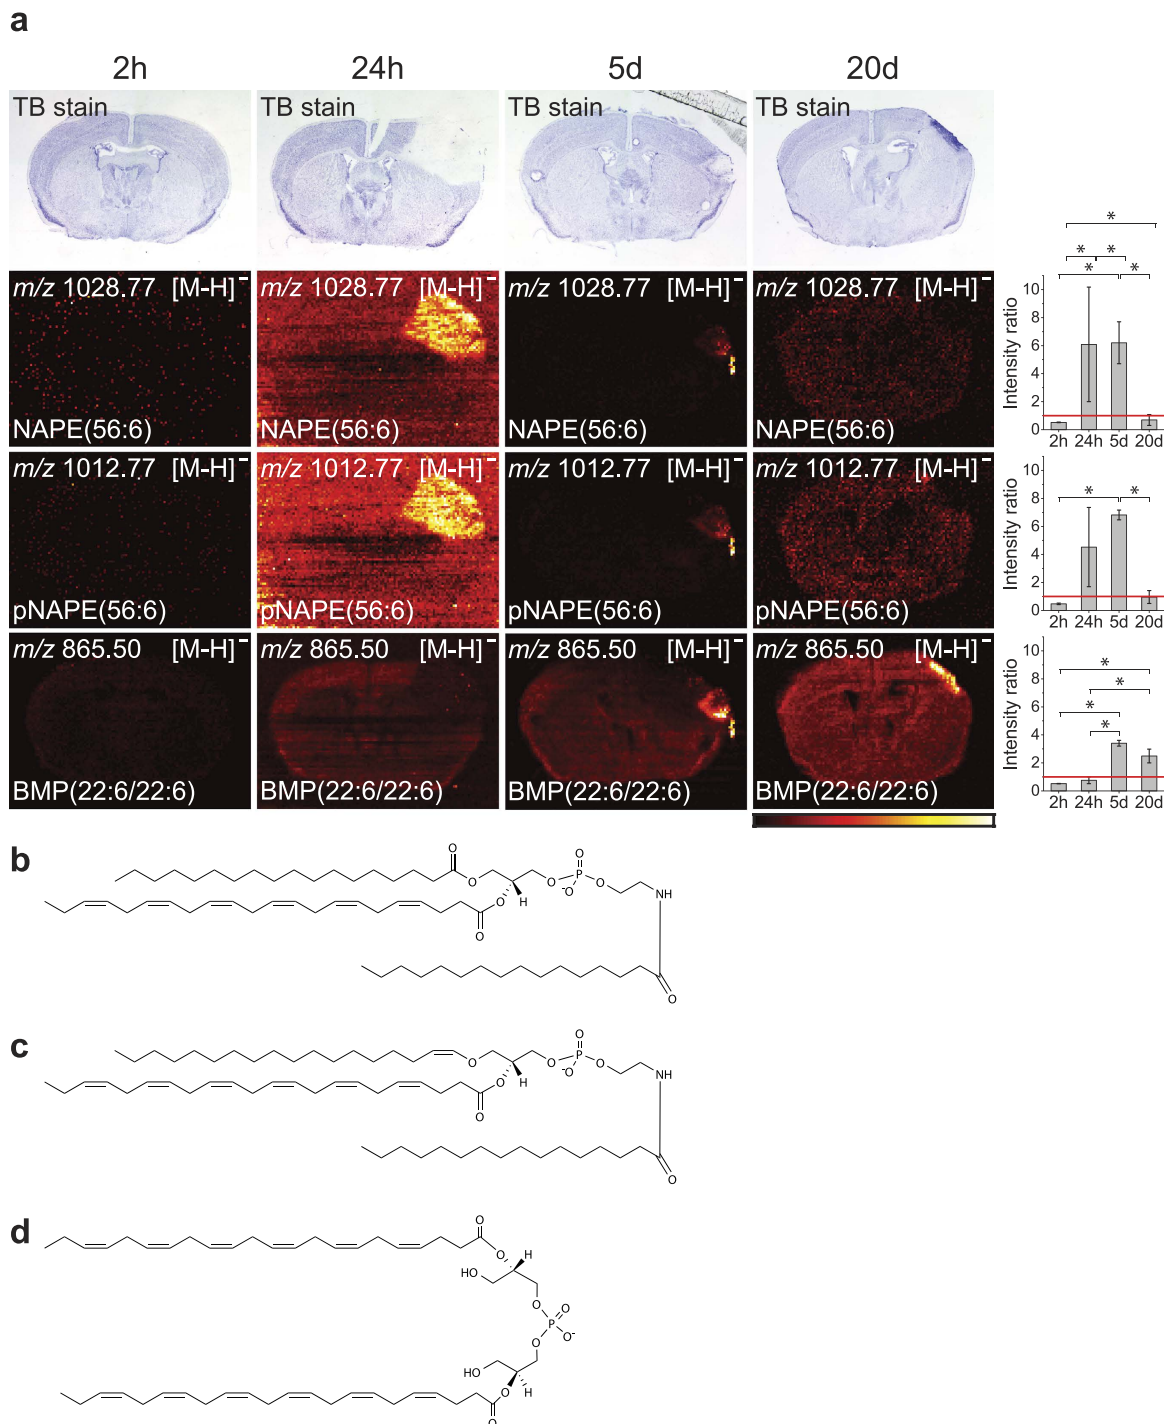 a
2h 24h 5d 20d
TB stain TB stain TB stain TB stain
m/z 1028.77 [M-H]⁻ m/z 1028.77 [M-H]⁻ m/z 1028.77 [M-H]⁻ m/z 1028.77 [M-H]⁻
NAPE(56:6) NAPE(56:6) NAPE(56:6) NAPE(56:6)
m/z 1012.77 [M-H]⁻ m/z 1012.77 [M-H]⁻ m/z 1012.77 [M-H]⁻ m/z 1012.77 [M-H]⁻
pNAPE(56:6) pNAPE(56:6) pNAPE(56:6) pNAPE(56:6)
m/z 865.50 [M-H]⁻ m/z 865.50 [M-H]⁻ m/z 865.50 [M-H]⁻ m/z 865.50 [M-H]⁻
BMP(22:6/22:6) BMP(22:6/22:6) BMP(22:6/22:6) BMP(22:6/22:6)
*
* *
* *
Intensity ratio
10
8
6
4
2
0
2h 24h 5d 20d
* *
Intensity ratio
10
8
6
4
2
0
2h 24h 5d 20d
*
*
*
*
Intensity ratio
10
8
6
4
2
0
2h 24h 5d 20d
b
O
O
O
P
⁻O
O
O
H
NH
O
O
c
O
O
O
P
⁻O
O
O
H
NH
O
O
d
O
O
H
HO
O
O
P
O⁻
O
HO
O
H
O